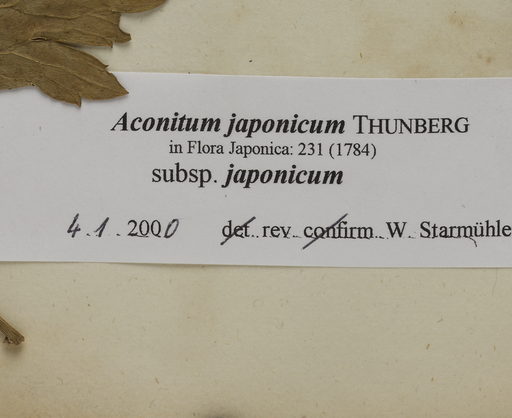 Aconitum japonicum THUNBERG
in Flora Japonica: 231 (1784)
subsp. japonicum
4.1.2000 det. rev. confirm. W. Starmühle